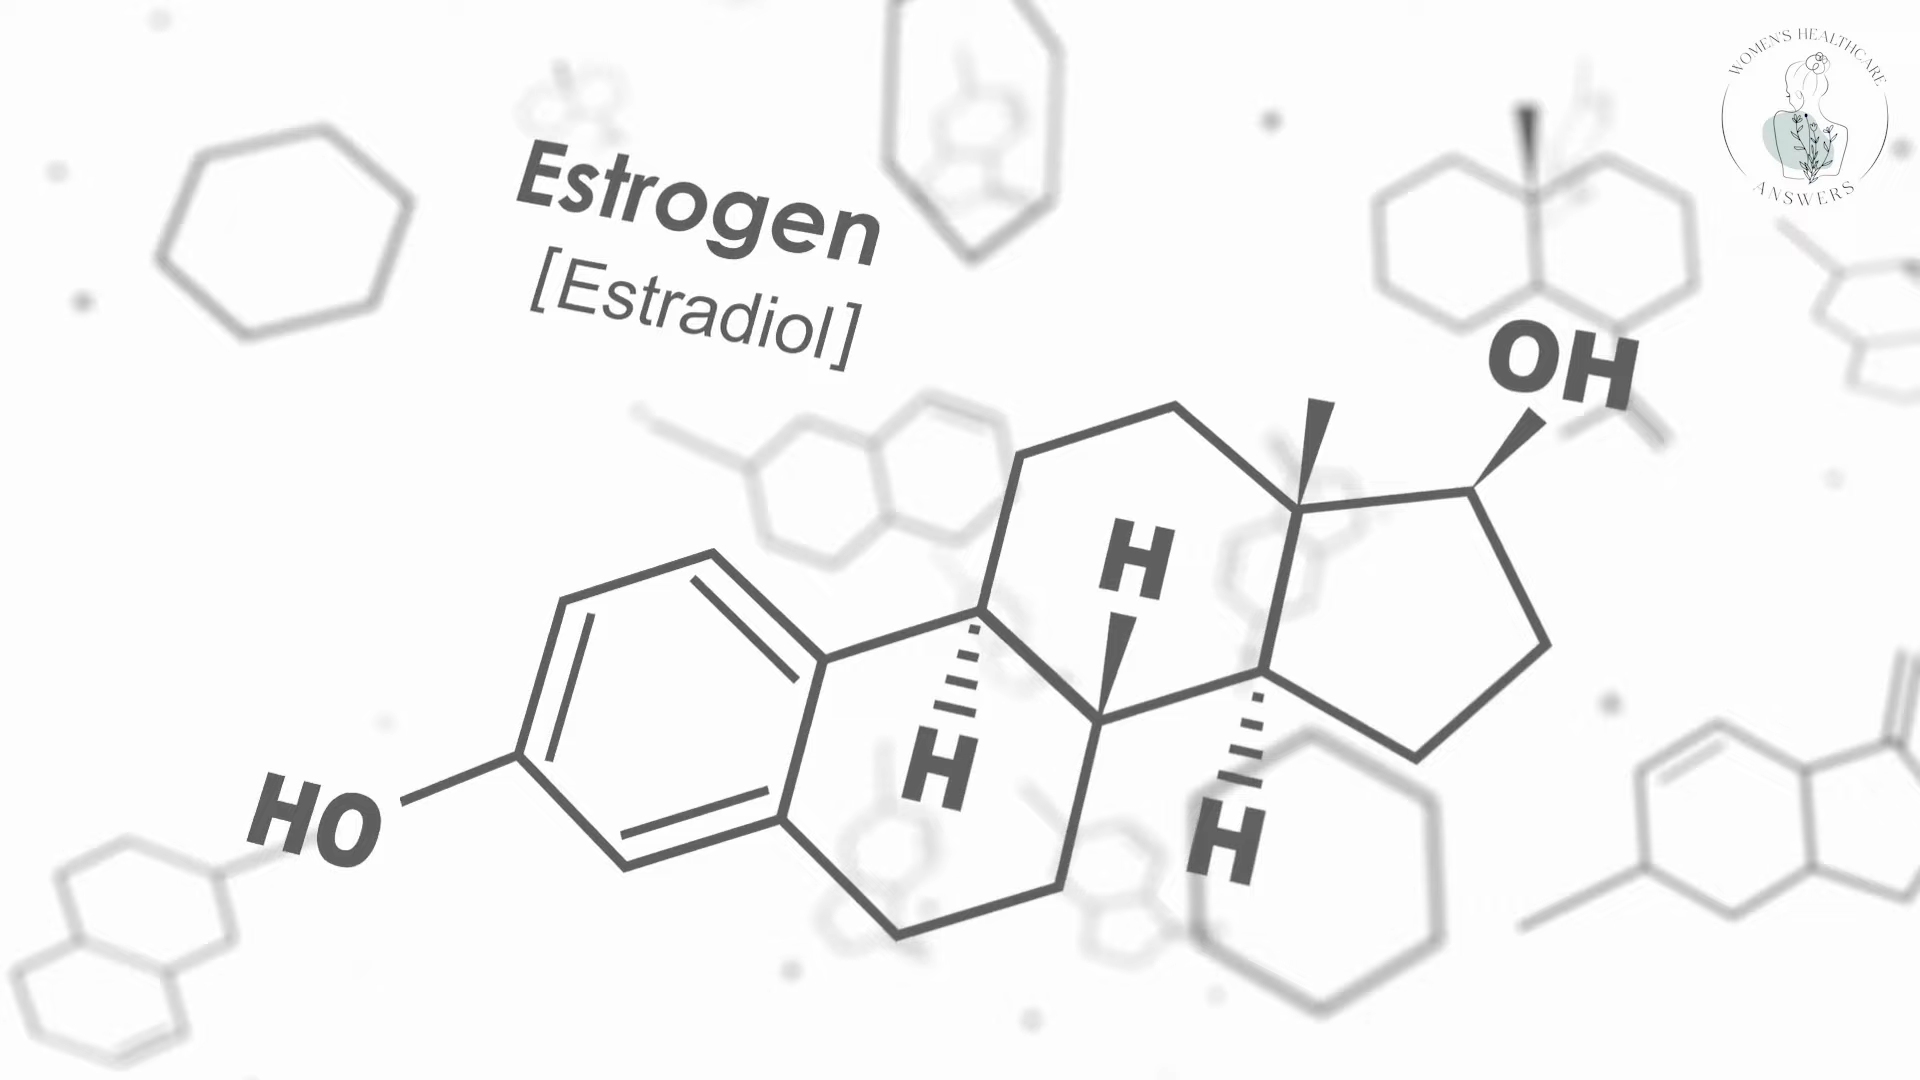 WOMEN'S HEALTHCARE
ANSWERS
Estrogen
[Estradiol]
OH
H
HO
H
H